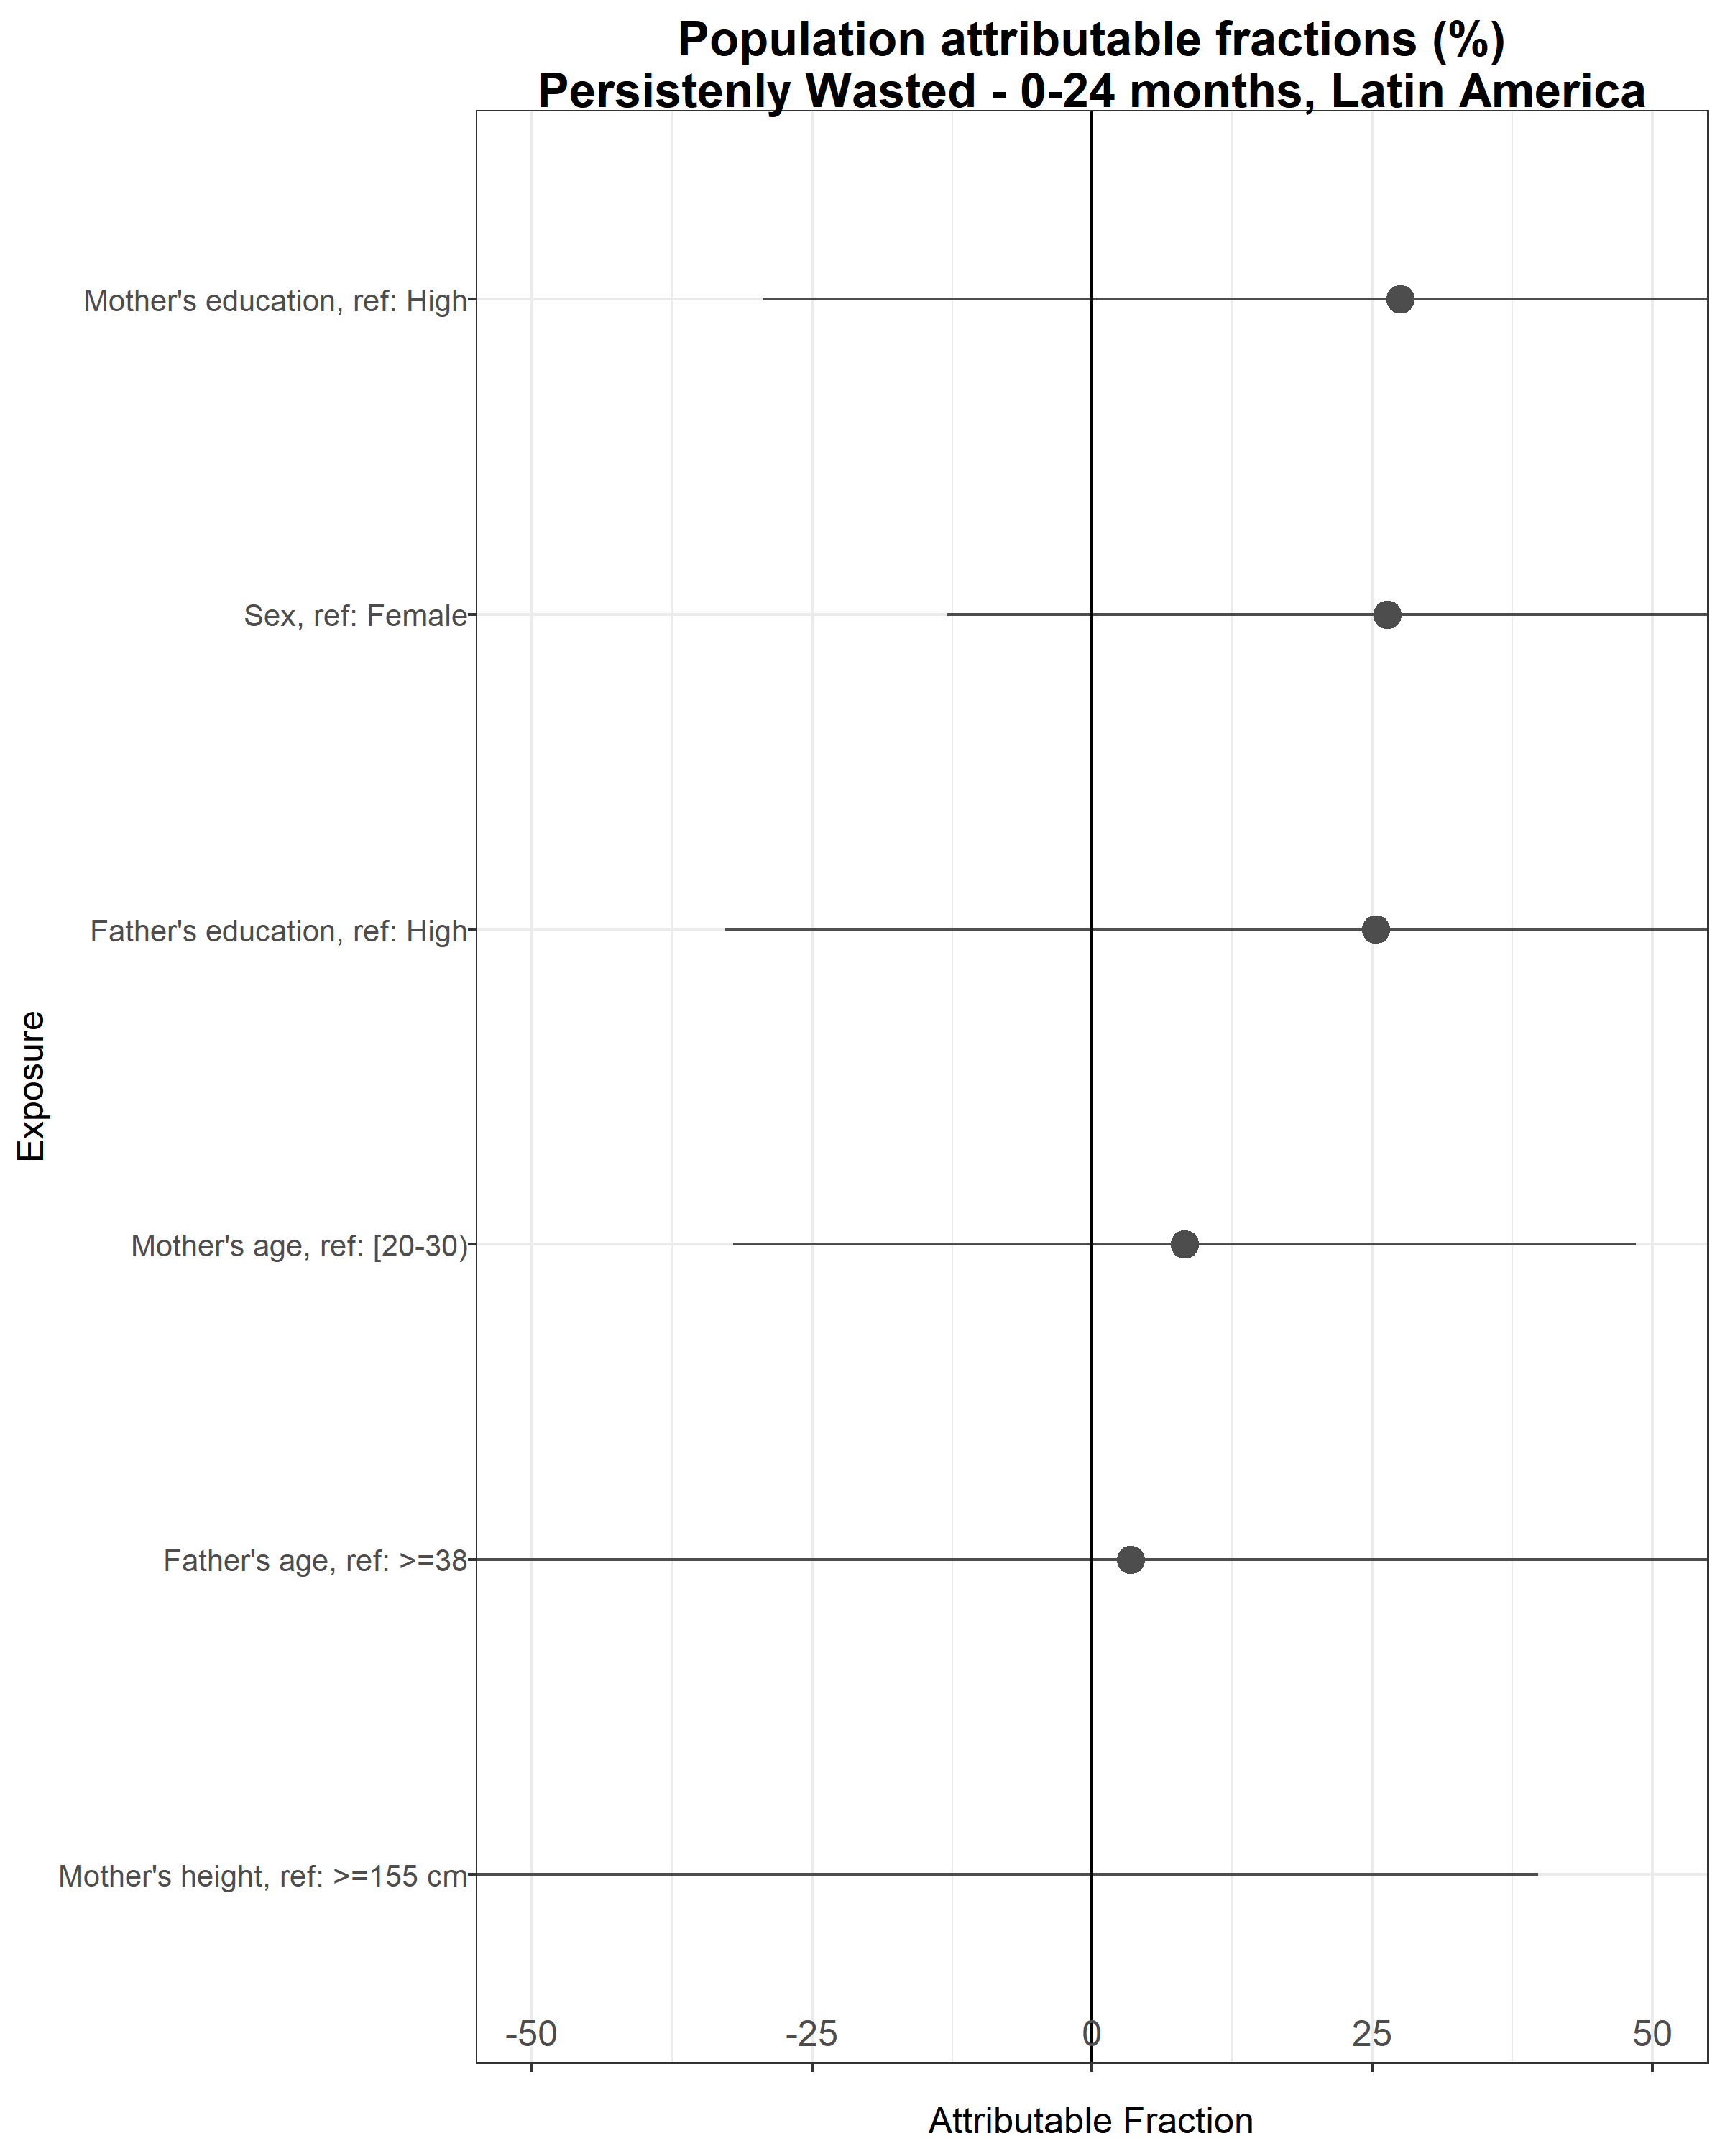 Population attributable fractions (%)
Persistenly Wasted - 0-24 months, Latin America
Mother's education, ref: High
Sex, ref: Female
Father's education, ref: High
Exposure
Mother's age, ref: [20-30)
Father's age, ref: >=38
Mother's height, ref: >=155 cm
-50 -25 0 25 50
Attributable Fraction